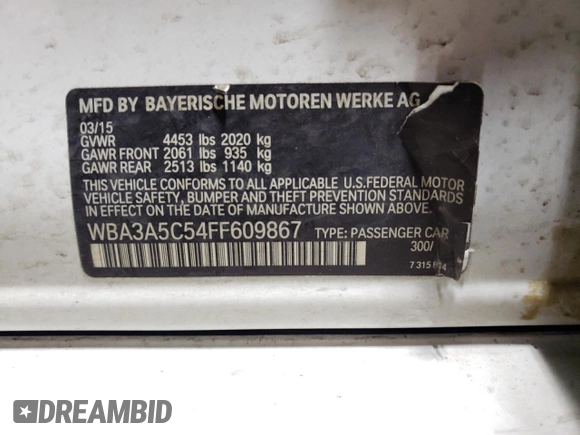 MFD BY BAYERISCHE MOTOREN WERKE AG
03/15
GVWR 4453 lbs 2020 kg
GAWR FRONT 2061 lbs 935 kg
GAWR REAR 2513 lbs 1140 kg
THIS VEHICLE CONFORMS TO ALL APPLICABLE U.S.FEDERAL MOTOR
VEHICLE SAFETY, BUMPER AND THEFT PREVENTION STANDARDS
IN EFFECT ON THE DATE OF MANUFACTURE SHOWN ABOVE.
WBA3A5C54FF609867 TYPE: PASSENGER CAR
300/
7 315
DREAMBID